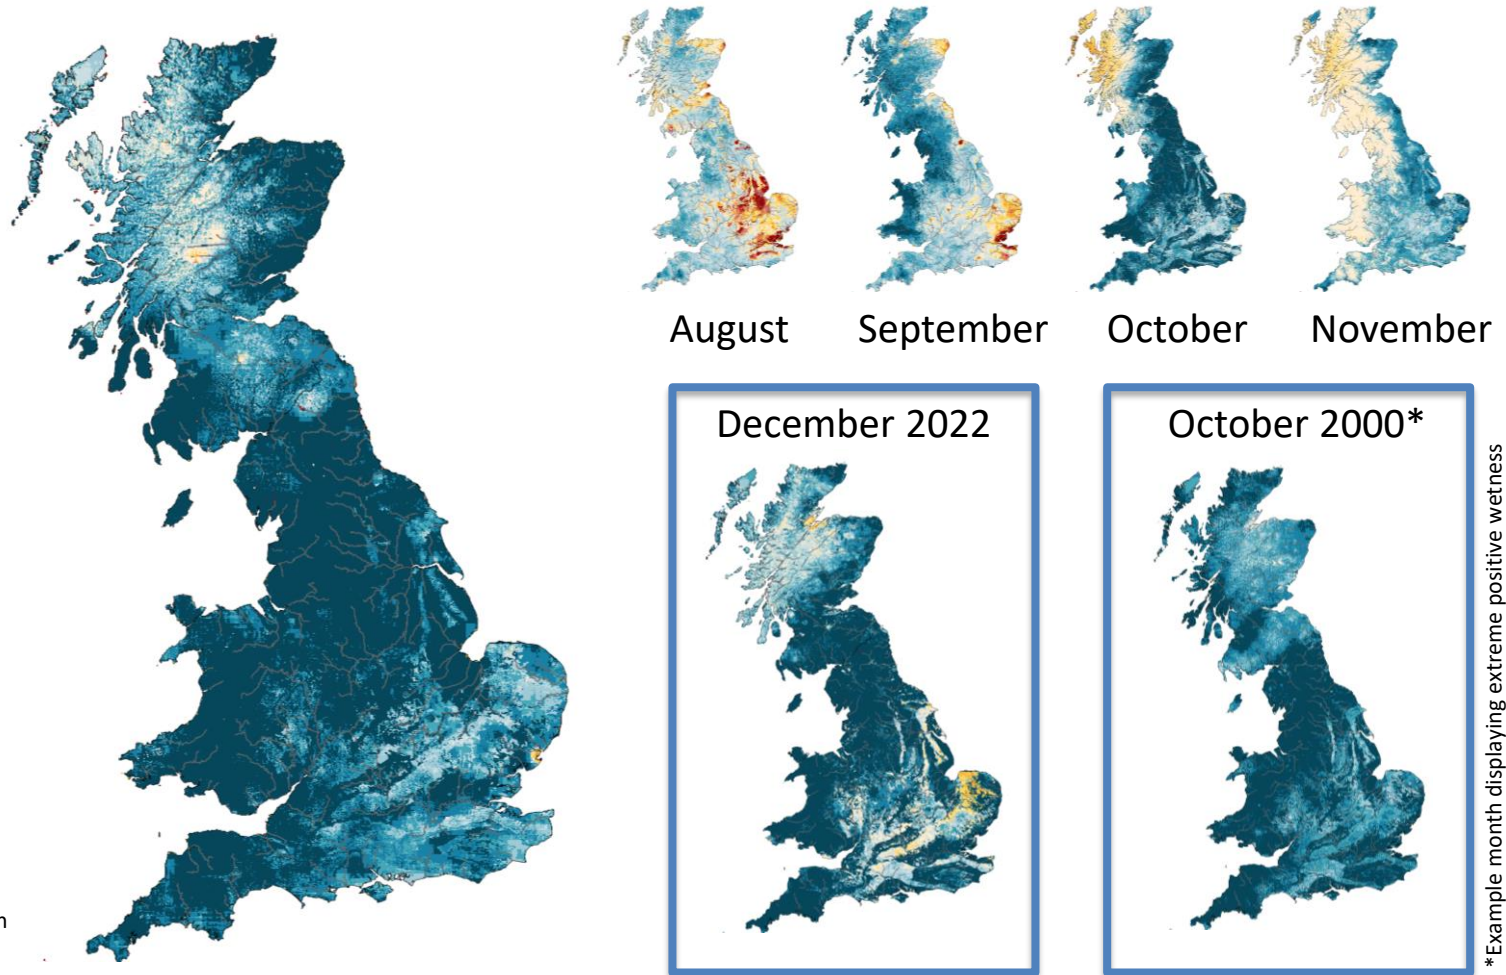 August
September
October
November
December 2022
October 2000*
*Example month displaying extreme positive wetness